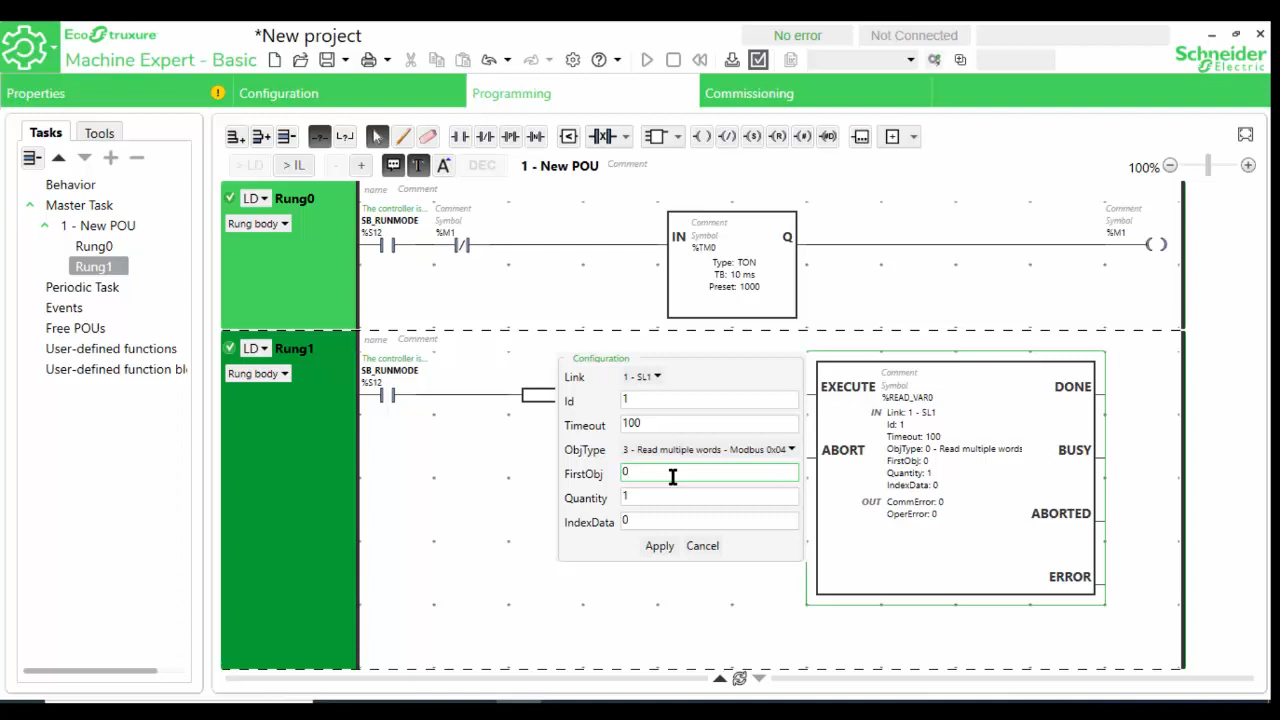 EcoStruxure
Machine Expert - Basic
*New project
No error
Not Connected
Schneider
Electric
Properties
Configuration
Programming
Commissioning
Tasks
Tools
Behavior
Master Task
1 - New POU
Rung0
Rung1
Periodic Task
Events
Free POUs
User-defined functions
User-defined function bl
> LD
> IL
-
+
T
A
DEC
1 - New POU
Comment
100%
LD
Rung0
Rung body
name
Comment
The controller is...
SB_RUNMODE
%S12
Comment
Symbol
%M1
Comment
Symbol
%TM0
IN
Q
Type: TON
TB: 10 ms
Preset: 1000
Comment
Symbol
%M1
LD
Rung1
Rung body
name
Comment
The controller is...
SB_RUNMODE
%S12
Configuration
Link
1 - SL1
Id
1
Timeout
100
ObjType
3 - Read multiple words - Modbus 0x04
FirstObj
0
Quantity
1
IndexData
0
Apply
Cancel
Comment
Symbol
%READ_VAR0
EXECUTE
DONE
IN Link: 1 - SL1
Id: 1
Timeout: 100
ObjType: 0 - Read multiple words
FirstObj: 0
Quantity: 1
IndexData: 0
ABORT
BUSY
OUT CommError: 0
OperError: 0
ABORTED
ERROR